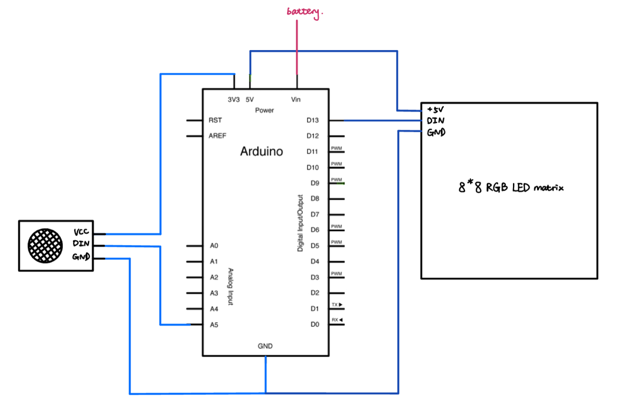 battery.
3V3 5V Vin
Power
RST
AREF
Arduino
D13
D12
D11 PWM
D10 PWM
D9 PWM
D8
D7
D6 PWM
D5 PWM
D4
D3 PWM
D2
D1 TX
D0 RX
Digital Input/Output
A0
A1
A2
A3
A4
A5
Analog Input
GND
VCC
DIN
GND
+5V
DIN
GND
8*8 RGB LED matrix